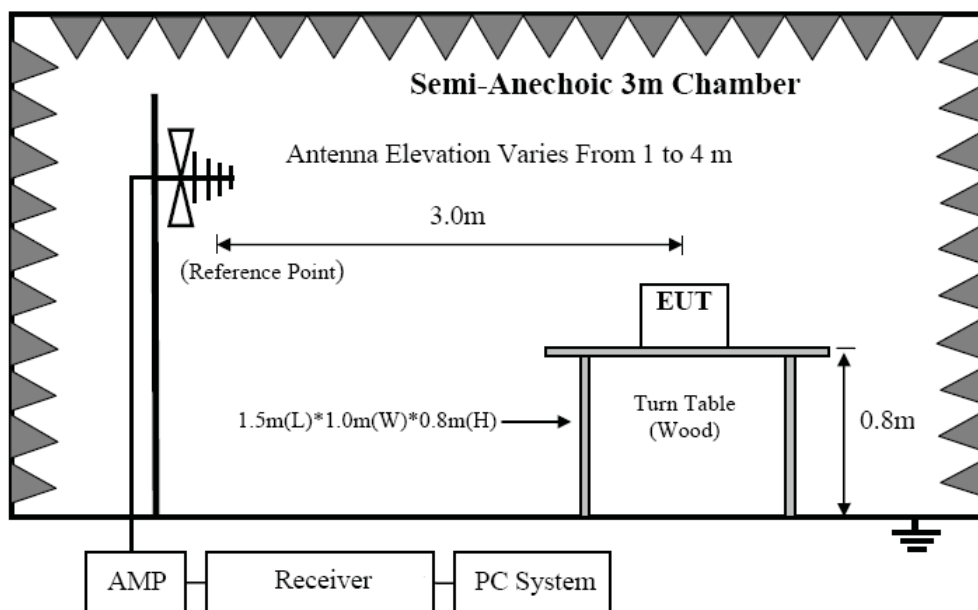 Semi-Anechoic 3m Chamber
Antenna Elevation Varies From 1 to 4 m
3.0m
(Reference Point)
EUT
1.5m(L)*1.0m(W)*0.8m(H)
Turn Table
(Wood)
0.8m
AMP
Receiver
PC System